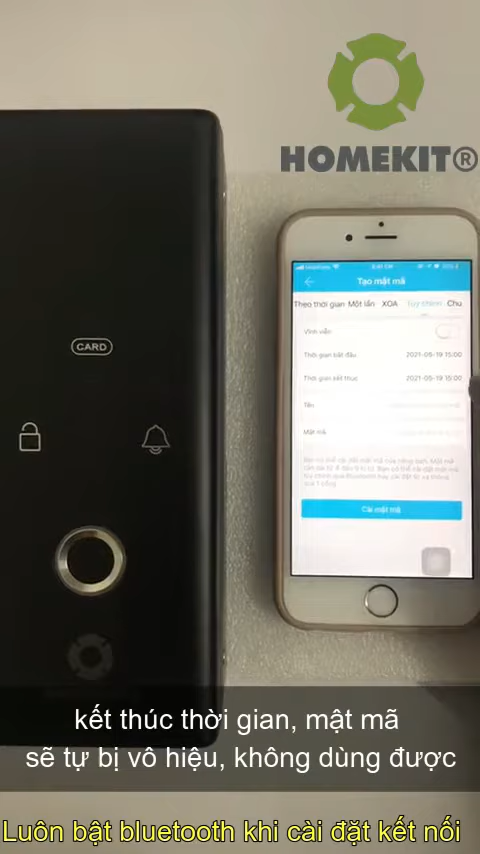 HOMEKIT®
CARD
Tạo mật mã
Theo thời gian Một lần XOA Tùy chỉnh Chu
Vĩnh viễn
Thời gian bắt đầu 2021-05-19 15:00
Thời gian kết thúc 2021-05-19 15:00
Tên
Mật mã
Cài mật mã
kết thúc thời gian, mật mã
sẽ tự bị vô hiệu, không dùng được
Luôn bật bluetooth khi cài đặt kết nối